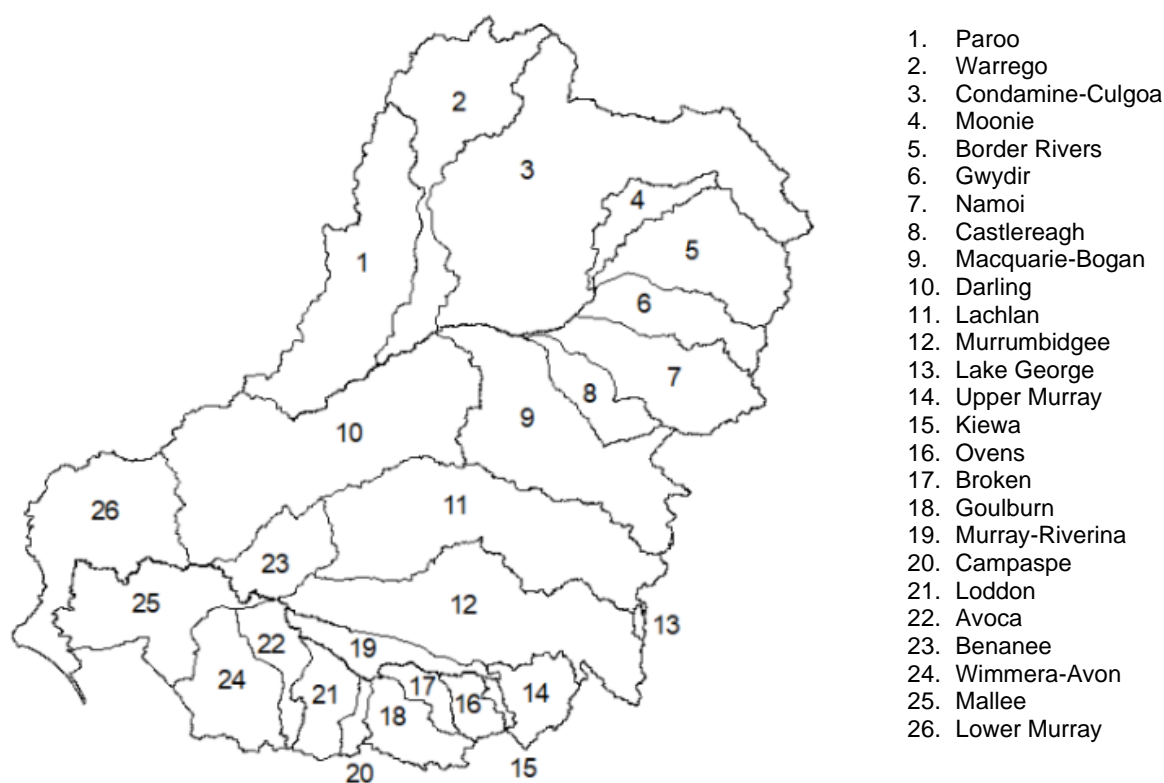 1. Paroo
2. Warrego
3. Condamine-Culgoa
4. Moonie
5. Border Rivers
6. Gwydir
7. Namoi
8. Castlereagh
9. Macquarie-Bogan
10. Darling
11. Lachlan
12. Murrumbidgee
13. Lake George
14. Upper Murray
15. Kiewa
16. Ovens
17. Broken
18. Goulburn
19. Murray-Riverina
20. Campaspe
21. Loddon
22. Avoca
23. Benanee
24. Wimmera-Avon
25. Mallee
26. Lower Murray
2
3
4
1
5
6
7
8
9
10
11
26
23
25
12
13
22
19
24
21
17
16
14
18
20
15